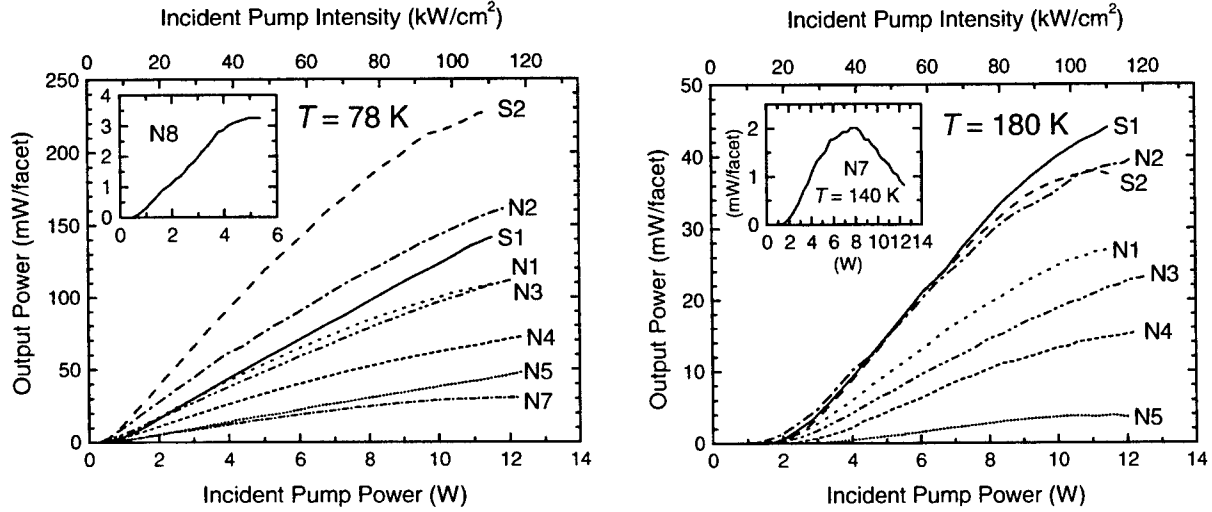 Incident Pump Intensity (kW/cm²)
0 20 40 60 80 100 120
250
200
150
100
50
0
Output Power (mW/facet)
4
3
2
1
0
N8
0 2 4 6
T = 78 K
S2
N2
S1
N1
N3
N4
N5
N7
0 2 4 6 8 10 12 14
Incident Pump Power (W)
Incident Pump Intensity (kW/cm²)
0 20 40 60 80 100 120
50
40
30
20
10
0
Output Power (mW/facet)
2
1
0
(mW/facet)
N7
T = 140 K
0 2 4 6 8 10 12 14
(W)
T = 180 K
S1
N2
S2
N1
N3
N4
N5
0 2 4 6 8 10 12 14
Incident Pump Power (W)